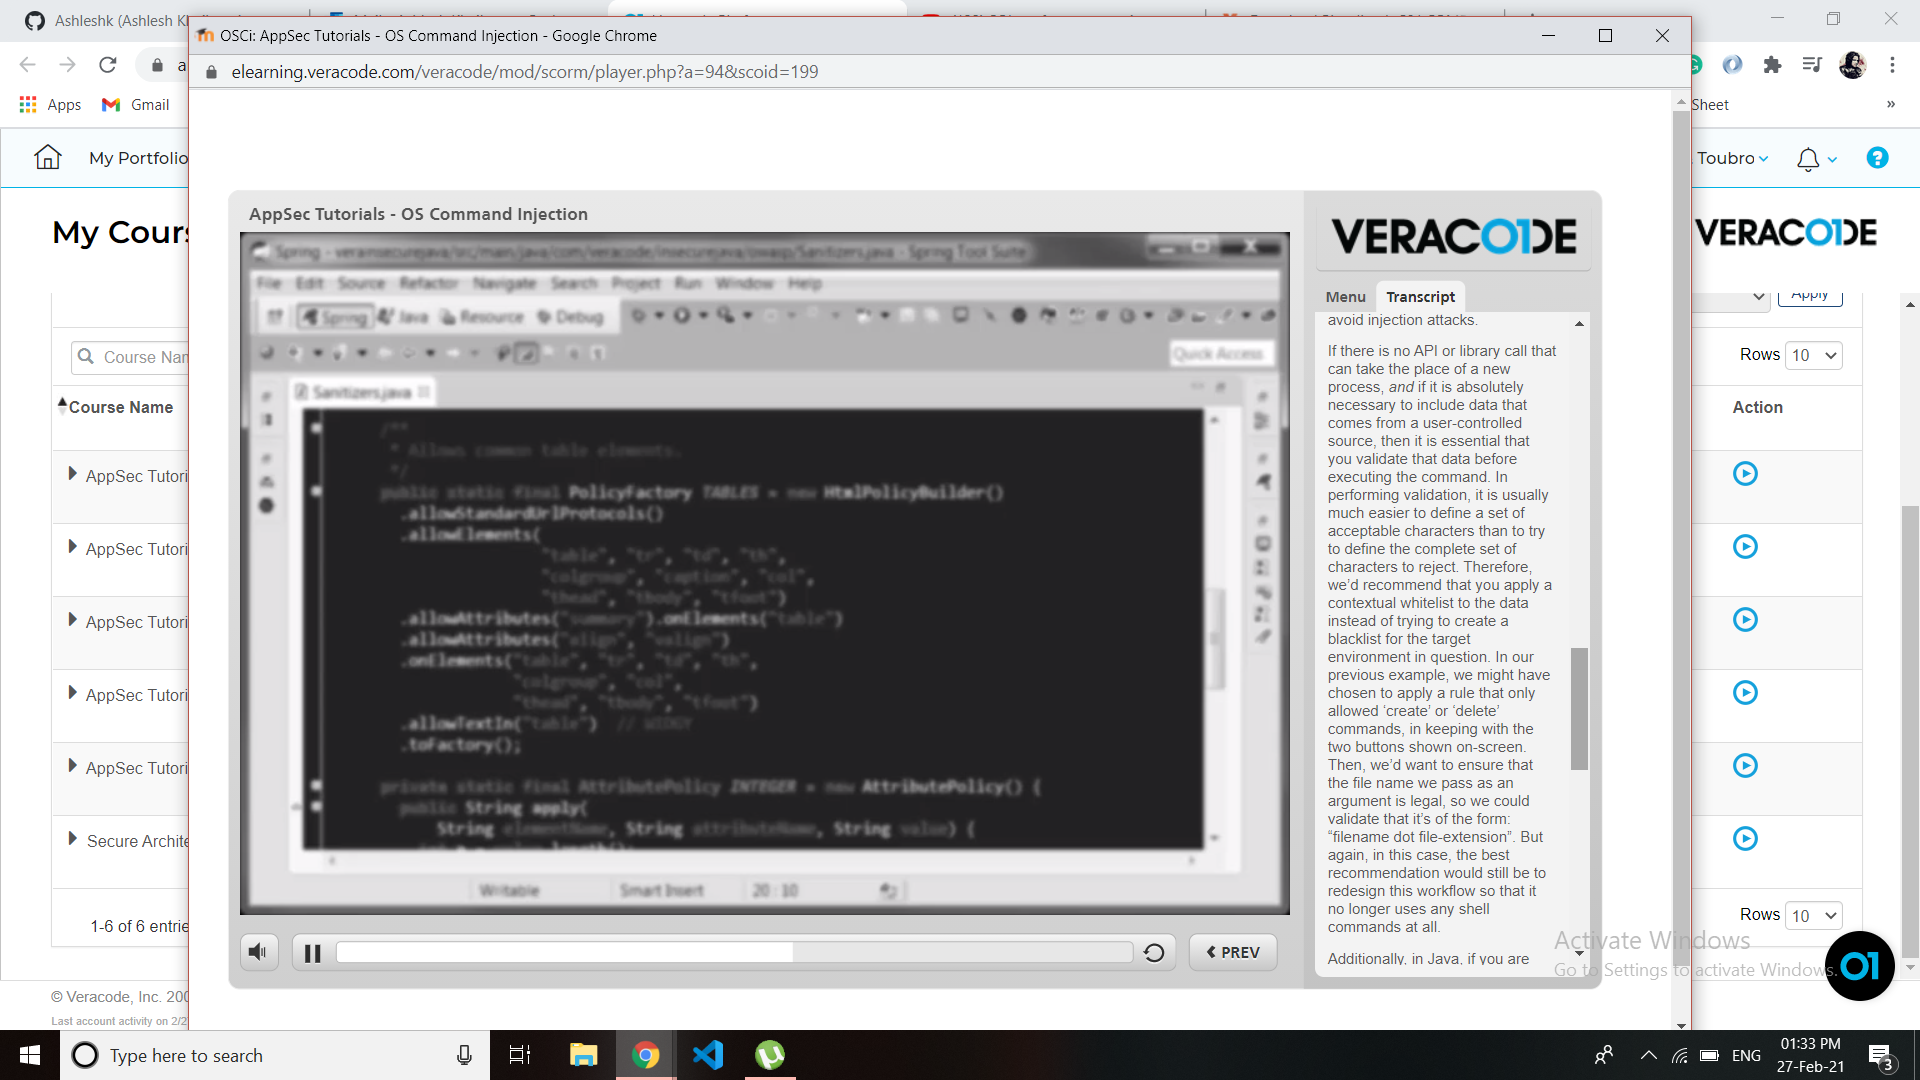 Ashleshk (Ashlesh Kh
OSCi: AppSec Tutorials - OS Command Injection - Google Chrome
elearning.veracode.com/veracode/mod/scorm/player.php?a=94&scoid=199
Apps
Gmail
Sheet
»
My Portfolio
Toubro
?
My Cours
VERACODE
AppSec Tutorials - OS Command Injection
VERACODE
Spring - verainsecurejava/src/main/java/com/veracode/insecurejava/owasp/Sanitizers.java - Spring Tool Suite
File Edit Source Refactor Navigate Search Project Run Window Help
Spring Java Resource Debug
Quick Access
Sanitizers.java
/**
* Allows common table elements.
*/
public static final PolicyFactory TABLES = new HtmlPolicyBuilder()
.allowStandardUrlProtocols()
.allowElements(
"table", "tr", "td", "th",
"colgroup", "caption", "col",
"thead", "tbody", "tfoot")
.allowAttributes("summary").onElements("table")
.allowAttributes("align", "valign")
.onElements("table", "tr", "td", "th",
"colgroup", "col",
"thead", "tbody", "tfoot")
.allowTextIn("table") // WIDGY
.toFactory();
private static final AttributePolicy INTEGER = new AttributePolicy() {
public String apply(
String elementName, String attributeName, String value) {
Writable Smart Insert 20 : 10
Menu Transcript
avoid injection attacks.
If there is no API or library call that
can take the place of a new
process, and if it is absolutely
necessary to include data that
comes from a user-controlled
source, then it is essential that
you validate that data before
executing the command. In
performing validation, it is usually
much easier to define a set of
acceptable characters than to try
to define the complete set of
characters to reject. Therefore,
we’d recommend that you apply a
contextual whitelist to the data
instead of trying to create a
blacklist for the target
environment in question. In our
previous example, we might have
chosen to apply a rule that only
allowed ‘create’ or ‘delete’
commands, in keeping with the
two buttons shown on-screen.
Then, we’d want to ensure that
the file name we pass as an
argument is legal, so we could
validate that it’s of the form:
“filename dot file-extension”. But
again, in this case, the best
recommendation would still be to
redesign this workflow so that it
no longer uses any shell
commands at all.
Additionally, in Java, if you are
PREV
Apply
Course Nam
Rows 10
Course Name
Action
AppSec Tutori
AppSec Tutori
AppSec Tutori
AppSec Tutori
AppSec Tutori
Secure Archite
1-6 of 6 entrie
Rows 10
Activate Windows
Go to Settings to activate Windows.
01
© Veracode, Inc. 200
Last account activity on 2/2
Type here to search
ENG
01:33 PM
27-Feb-21
3